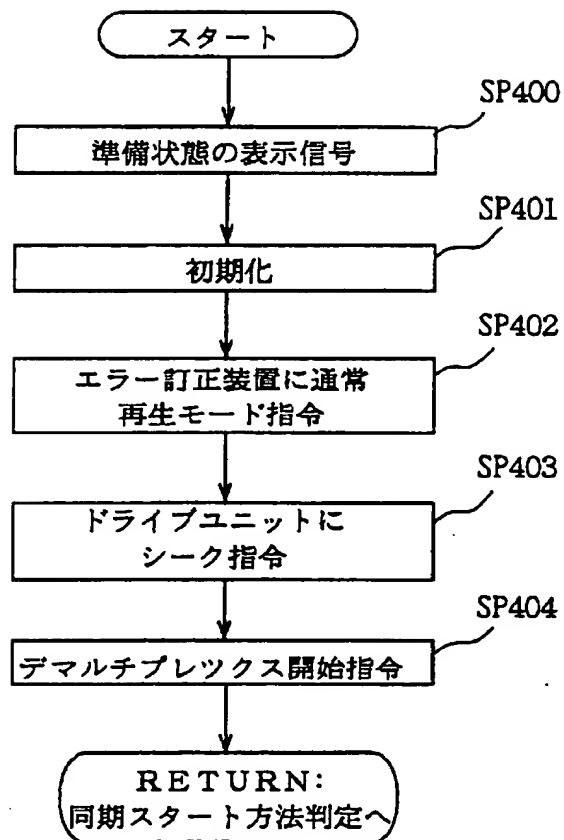 スタート
SP400
準備状態の表示信号
SP401
初期化
SP402
エラー訂正装置に通常
再生モード指令
SP403
ドライブユニットに
シーク指令
SP404
デマルチプレツクス開始指令
RETURN:
同期スタート方法判定へ